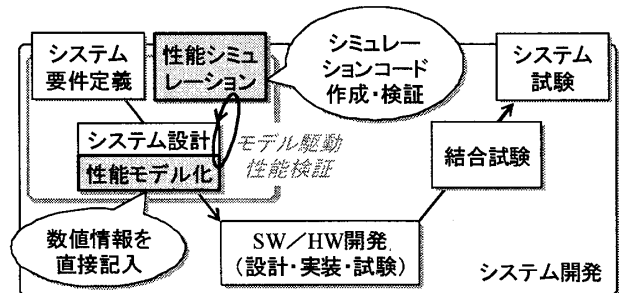 システム
要件定義
性能シミュ
レーション
シミュレー
ションコード
作成・検証
システム
試験
システム設計
性能モデル化
モデル駆動
性能検証
結合試験
数値情報を
直接記入
SW／HW開発
(設計・実装・試験)
システム開発